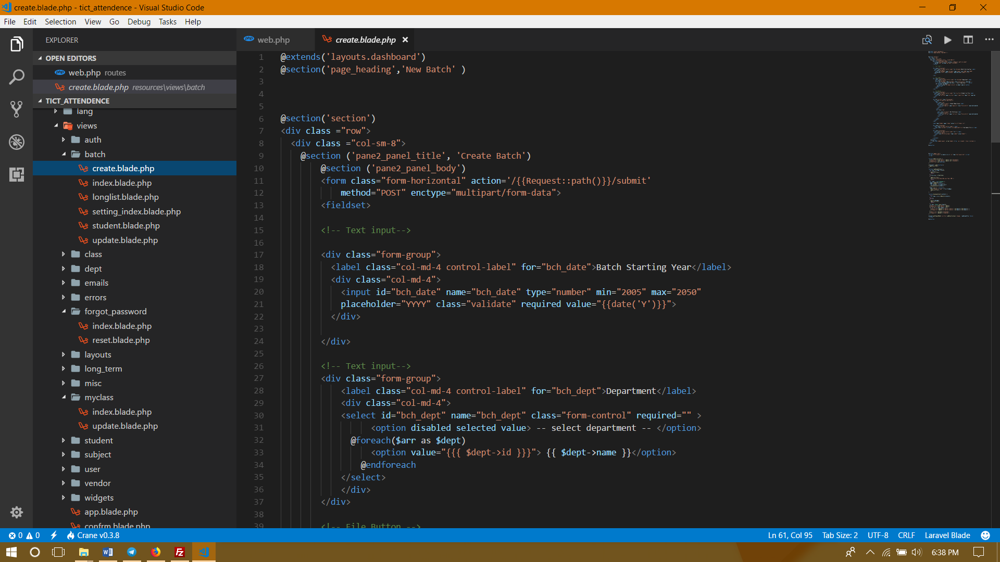 create.blade.php - tict_attendence - Visual Studio Code
File Edit Selection View Go Debug Tasks Help
EXPLORER
OPEN EDITORS
web.php routes
create.blade.php resources\views\batch
TICT_ATTENDENCE
lang
views
auth
batch
create.blade.php
index.blade.php
longlist.blade.php
setting_index.blade.php
student.blade.php
update.blade.php
class
dept
emails
errors
forgot_password
index.blade.php
reset.blade.php
layouts
long_term
misc
myclass
index.blade.php
update.blade.php
student
subject
user
vendor
widgets
app.blade.php
confrm.blade.php
web.php create.blade.php
1 @extends('layouts.dashboard')
2 @section('page_heading','New Batch' )
3
4
5
6 @section('section')
7 <div class ="row">
8 <div class ="col-sm-8">
9 @section ('pane2_panel_title', 'Create Batch')
10 @section ('pane2_panel_body')
11 <form class="form-horizontal" action='/{{Request::path()}}/submit'
12 method="POST" enctype="multipart/form-data">
13 <fieldset>
14
15 <!-- Text input-->
16
17 <div class="form-group">
18 <label class="col-md-4 control-label" for="bch_date">Batch Starting Year</label>
19 <div class="col-md-4">
20 <input id="bch_date" name="bch_date" type="number" min="2005" max="2050"
21 placeholder="YYYY" class="validate" required value="{{date('Y')}}">
22 </div>
23
24 </div>
25
26 <!-- Text input-->
27 <div class="form-group">
28 <label class="col-md-4 control-label" for="bch_dept">Department</label>
29 <div class="col-md-4">
30 <select id="bch_dept" name="bch_dept" class="form-control" required="" >
31 <option disabled selected value> -- select department -- </option>
32 @foreach($arr as $dept)
33 <option value="{{{ $dept->id }}}"> {{ $dept->name }}</option>
34 @endforeach
35 </select>
36 </div>
37 </div>
38
39 <!-- File Button -->
0 0 Crane v0.3.8 Ln 61, Col 95 Tab Size: 2 UTF-8 CRLF Laravel Blade
6:38 PM